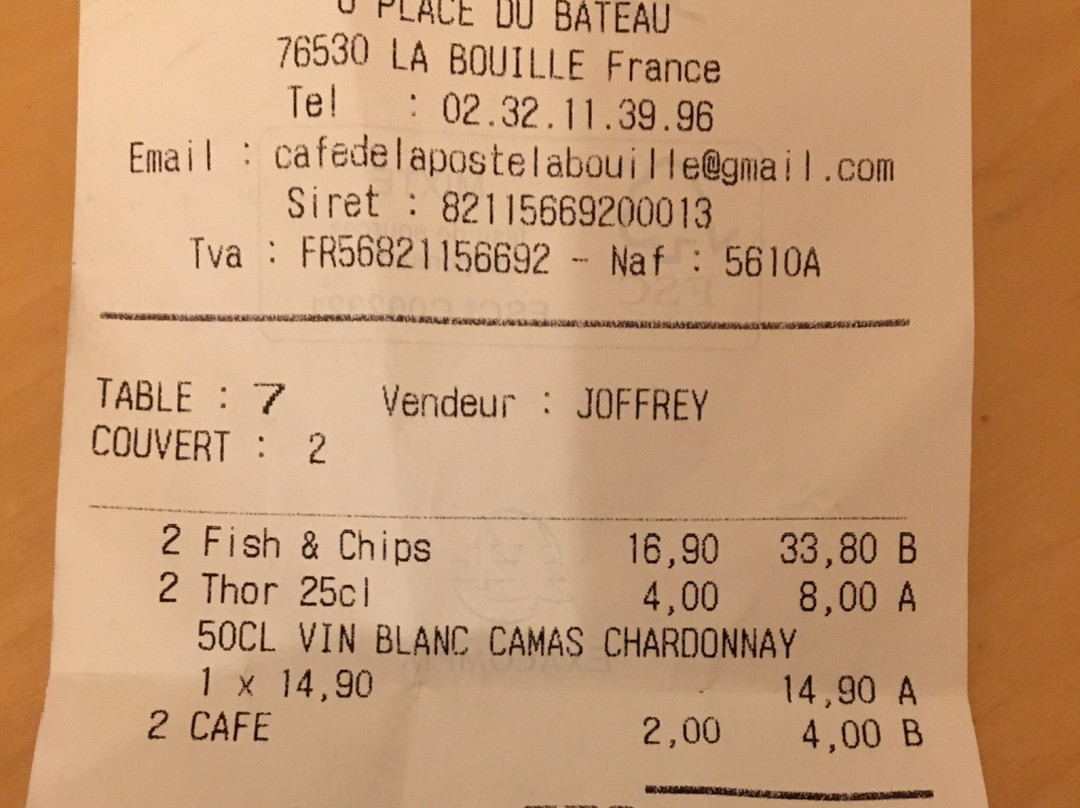 PLACE DU BATEAU
76530 LA BOUILLE France
Tel : 02.32.11.39.96
Email : cafedelapostelabouille@gmail.com
Siret : 82115669200013
Tva : FR56821156692 - Naf : 5610A
TABLE : 7 Vendeur : JOFFREY
COUVERT : 2
2 Fish & Chips 16,90 33,80 B
2 Thor 25cl 4,00 8,00 A
50CL VIN BLANC CAMAS CHARDONNAY
1 x 14,90 14,90 A
2 CAFE 2,00 4,00 B